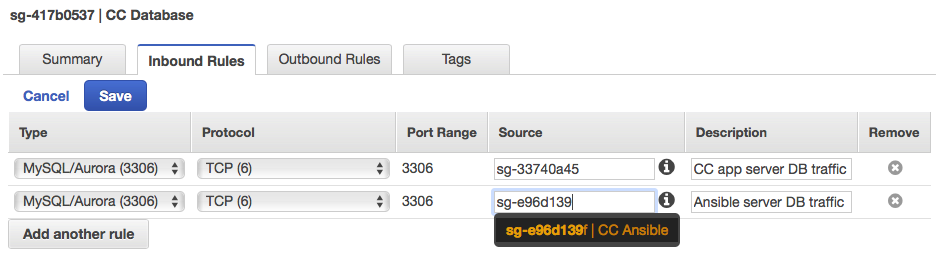 sg-417b0537 | CC Database
Summary Inbound Rules Outbound Rules Tags
Cancel Save
Type Protocol Port Range Source Description Remove
MySQL/Aurora (3306) TCP (6) 3306 sg-33740a45 CC app server DB traffic
MySQL/Aurora (3306) TCP (6) 3306 sg-e96d139 Ansible server DB traffic
sg-e96d139f | CC Ansible
Add another rule